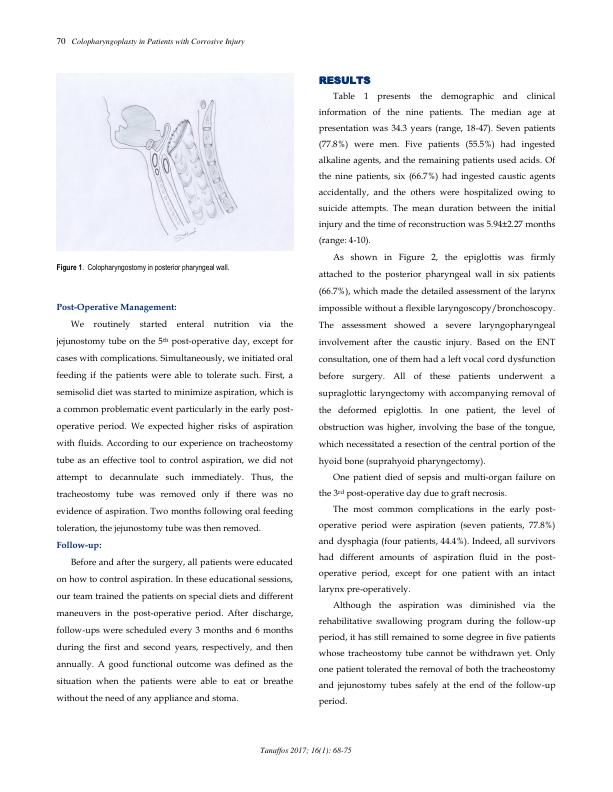 70 Colopharyngoplasty in Patients with Corrosive Injury
Figure 1. Colopharyngostomy in posterior pharyngeal wall.
Post-Operative Management:
We routinely started enteral nutrition via the
jejunostomy tube on the 5th post-operative day, except for
cases with complications. Simultaneously, we initiated oral
feeding if the patients were able to tolerate such. First, a
semisolid diet was started to minimize aspiration, which is
a common problematic event particularly in the early post-
operative period. We expected higher risks of aspiration
with fluids. According to our experience on tracheostomy
tube as an effective tool to control aspiration, we did not
attempt to decannulate such immediately. Thus, the
tracheostomy tube was removed only if there was no
evidence of aspiration. Two months following oral feeding
toleration, the jejunostomy tube was then removed.
Follow-up:
Before and after the surgery, all patients were educated
on how to control aspiration. In these educational sessions,
our team trained the patients on special diets and different
maneuvers in the post-operative period. After discharge,
follow-ups were scheduled every 3 months and 6 months
during the first and second years, respectively, and then
annually. A good functional outcome was defined as the
situation when the patients were able to eat or breathe
without the need of any appliance and stoma.
RESULTS
Table 1 presents the demographic and clinical
information of the nine patients. The median age at
presentation was 34.3 years (range, 18-47). Seven patients
(77.8%) were men. Five patients (55.5%) had ingested
alkaline agents, and the remaining patients used acids. Of
the nine patients, six (66.7%) had ingested caustic agents
accidentally, and the others were hospitalized owing to
suicide attempts. The mean duration between the initial
injury and the time of reconstruction was 5.94±2.27 months
(range: 4-10).
As shown in Figure 2, the epiglottis was firmly
attached to the posterior pharyngeal wall in six patients
(66.7%), which made the detailed assessment of the larynx
impossible without a flexible laryngoscopy/bronchoscopy.
The assessment showed a severe laryngopharyngeal
involvement after the caustic injury. Based on the ENT
consultation, one of them had a left vocal cord dysfunction
before surgery. All of these patients underwent a
supraglottic laryngectomy with accompanying removal of
the deformed epiglottis. In one patient, the level of
obstruction was higher, involving the base of the tongue,
which necessitated a resection of the central portion of the
hyoid bone (suprahyoid pharyngectomy).
One patient died of sepsis and multi-organ failure on
the 3rd post-operative day due to graft necrosis.
The most common complications in the early post-
operative period were aspiration (seven patients, 77.8%)
and dysphagia (four patients, 44.4%). Indeed, all survivors
had different amounts of aspiration fluid in the post-
operative period, except for one patient with an intact
larynx pre-operatively.
Although the aspiration was diminished via the
rehabilitative swallowing program during the follow-up
period, it has still remained to some degree in five patients
whose tracheostomy tube cannot be withdrawn yet. Only
one patient tolerated the removal of both the tracheostomy
and jejunostomy tubes safely at the end of the follow-up
period.
Tanaffos 2017; 16(1): 68-75